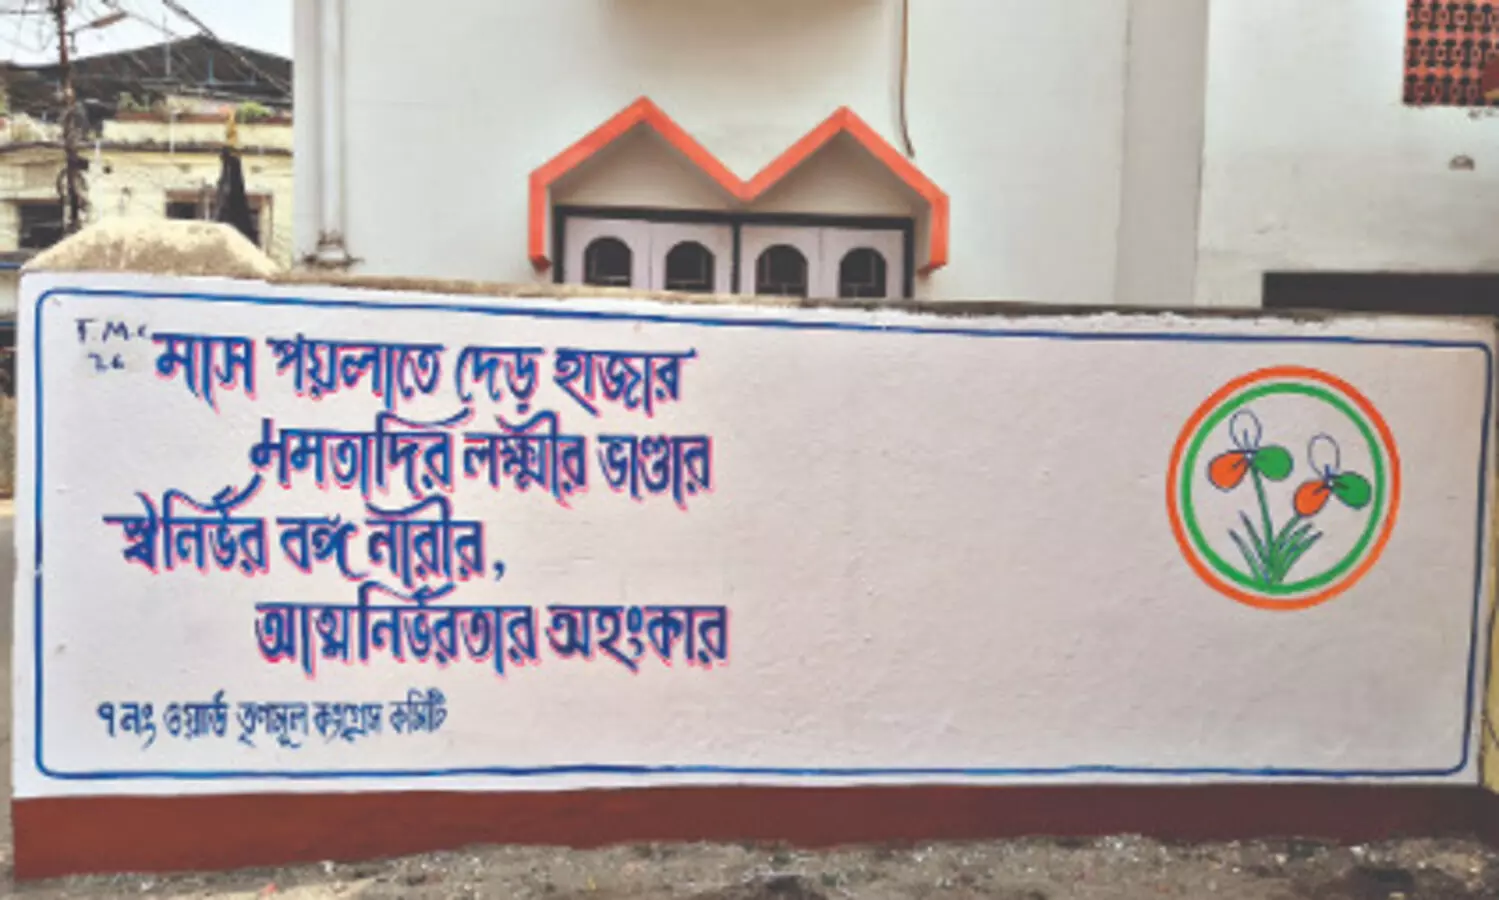 T.M.C
26
মাস পয়লাতে দেড় হাজার
মমতাদির লক্ষ্মীর ভাণ্ডার
স্বনির্ভর বঙ্গ নারীর,
আত্মনির্ভরতার অহংকার
৭ নং ওয়ার্ড তৃণমূল কংগ্রেস কমিটি